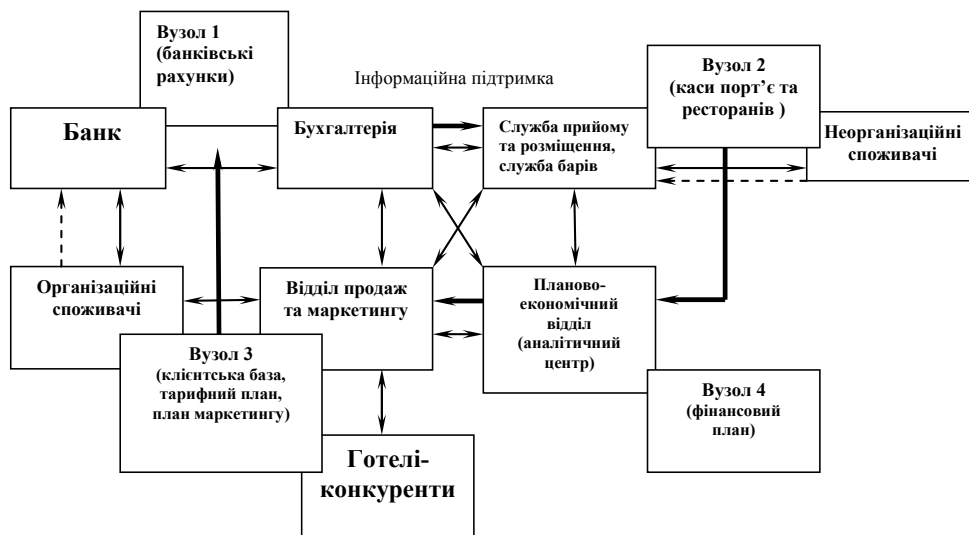 Вузол 1
(банківські
рахунки)
Інформаційна підтримка
Вузол 2
(каси порт’є та
ресторанів )
Банк
Бухгалтерія
Служба прийому
та розміщення,
служба барів
Неорганізаційні
споживачі
Організаційні
споживачі
Відділ продаж
та маркетингу
Планово-
економічний
відділ
(аналітичний
центр)
Вузол 3
(клієнтська база,
тарифний план,
план маркетингу)
Вузол 4
(фінансовий
план)
Готелі-
конкуренти